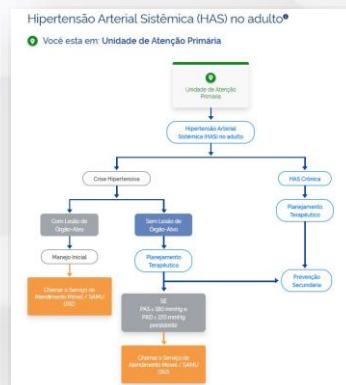 Hipertensão Arterial Sistêmica (HAS) no adulto
Você esta em: Unidade de Atenção Primária
Unidade de Atenção
Primária
Hipertensão Arterial
Sistêmica (HAS) no adulto
Crise Hipertensiva
HAS Crônica
Com Lesão de
Órgão-Alvo
Sem Lesão de
Órgão-Alvo
Planejamento
Terapêutico
Manejo Inicial
Planejamento
Terapêutico
Prevenção
Secundária
Chamar o Serviço de
Atendimento Móvel / SAMU
(192)
SE
PAS ≥ 180 mmHg e
PAD ≥ 120 mmHg
persistente
Chamar o Serviço de
Atendimento Móvel / SAMU
(192)